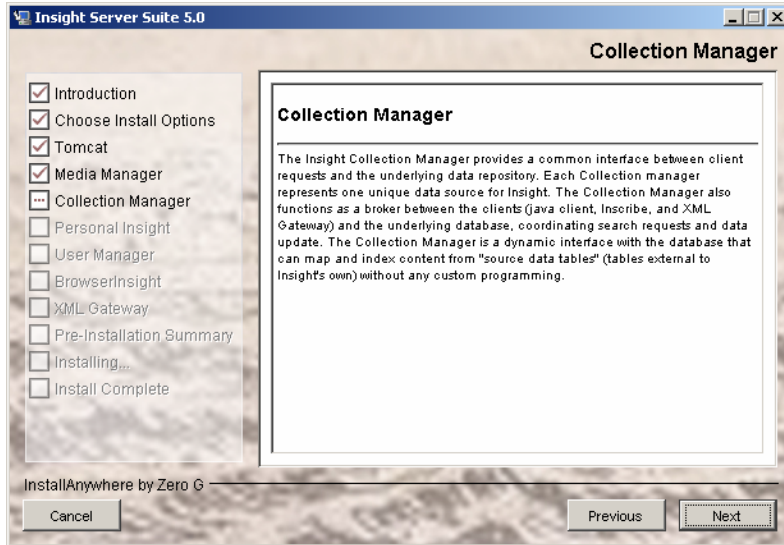 Insight Server Suite 5.0
Collection Manager
Introduction
Choose Install Options
Tomcat
Media Manager
Collection Manager
Personal Insight
User Manager
BrowserInsight
XML Gateway
Pre-Installation Summary
Installing...
Install Complete
Collection Manager
The Insight Collection Manager provides a common interface between client
requests and the underlying data repository. Each Collection manager
represents one unique data source for Insight. The Collection Manager also
functions as a broker between the clients (java client, Inscribe, and XML
Gateway) and the underlying database, coordinating search requests and data
update. The Collection Manager is a dynamic interface with the database that
can map and index content from "source data tables" (tables external to
Insight's own) without any custom programming.
InstallAnywhere by Zero G
Cancel
Previous
Next